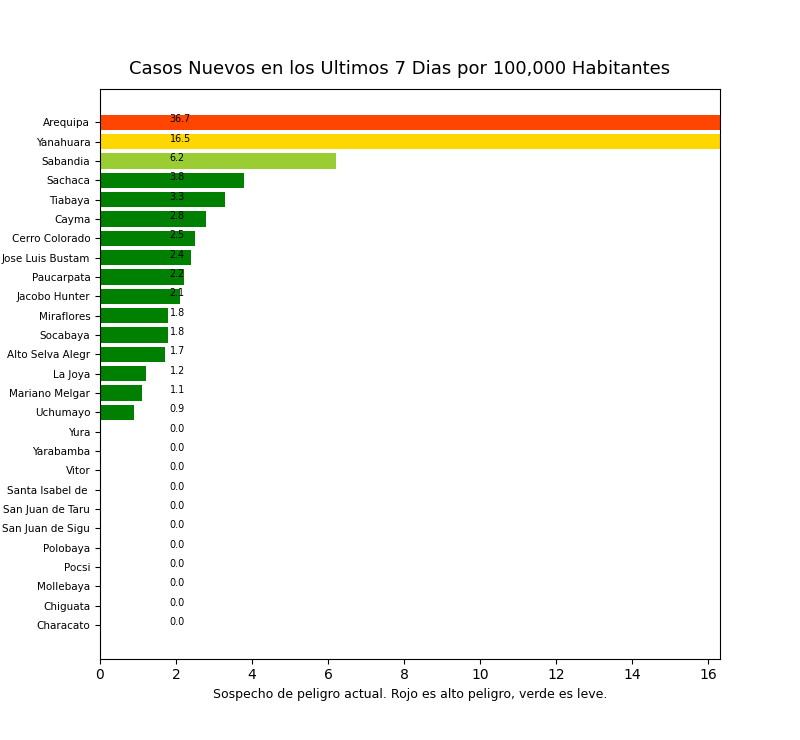 Casos Nuevos en los Ultimos 7 Dias por 100,000 Habitantes
Arequipa 36.7
Yanahuara 16.5
Sabandia 6.2
Sachaca 3.8
Tiabaya 3.3
Cayma 2.8
Cerro Colorado 2.5
Jose Luis Bustam 2.4
Paucarpata 2.2
Jacobo Hunter 2.1
Miraflores 1.8
Socabaya 1.8
Alto Selva Alegr 1.7
La Joya 1.2
Mariano Melgar 1.1
Uchumayo 0.9
Yura 0.0
Yarabamba 0.0
Vitor 0.0
Santa Isabel de 0.0
San Juan de Taru 0.0
San Juan de Sigu 0.0
Polobaya 0.0
Pocsi 0.0
Mollebaya 0.0
Chiguata 0.0
Characato 0.0
0 2 4 6 8 10 12 14 16
Sospecho de peligro actual. Rojo es alto peligro, verde es leve.